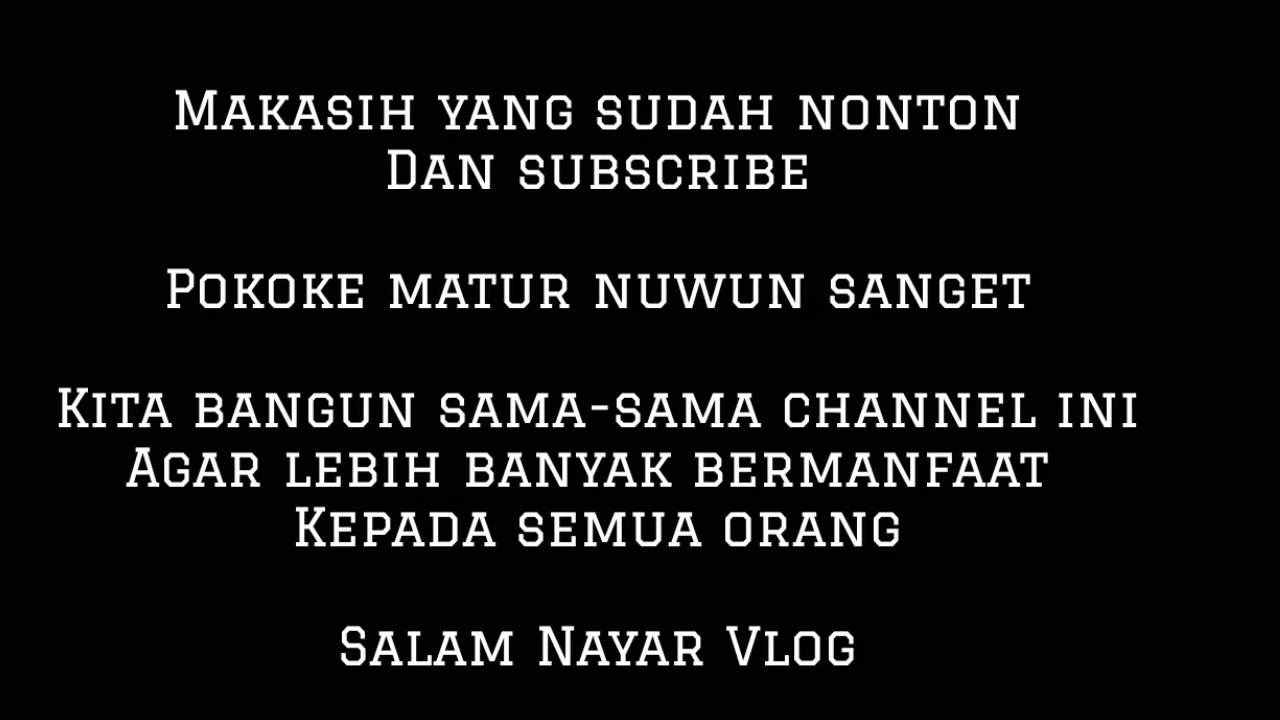 Makasih yang sudah nonton
Dan subscribe
Pokoke matur nuwun sanget
Kita bangun sama-sama channel ini
Agar lebih banyak bermanfaat
Kepada semua orang
Salam Nayar Vlog